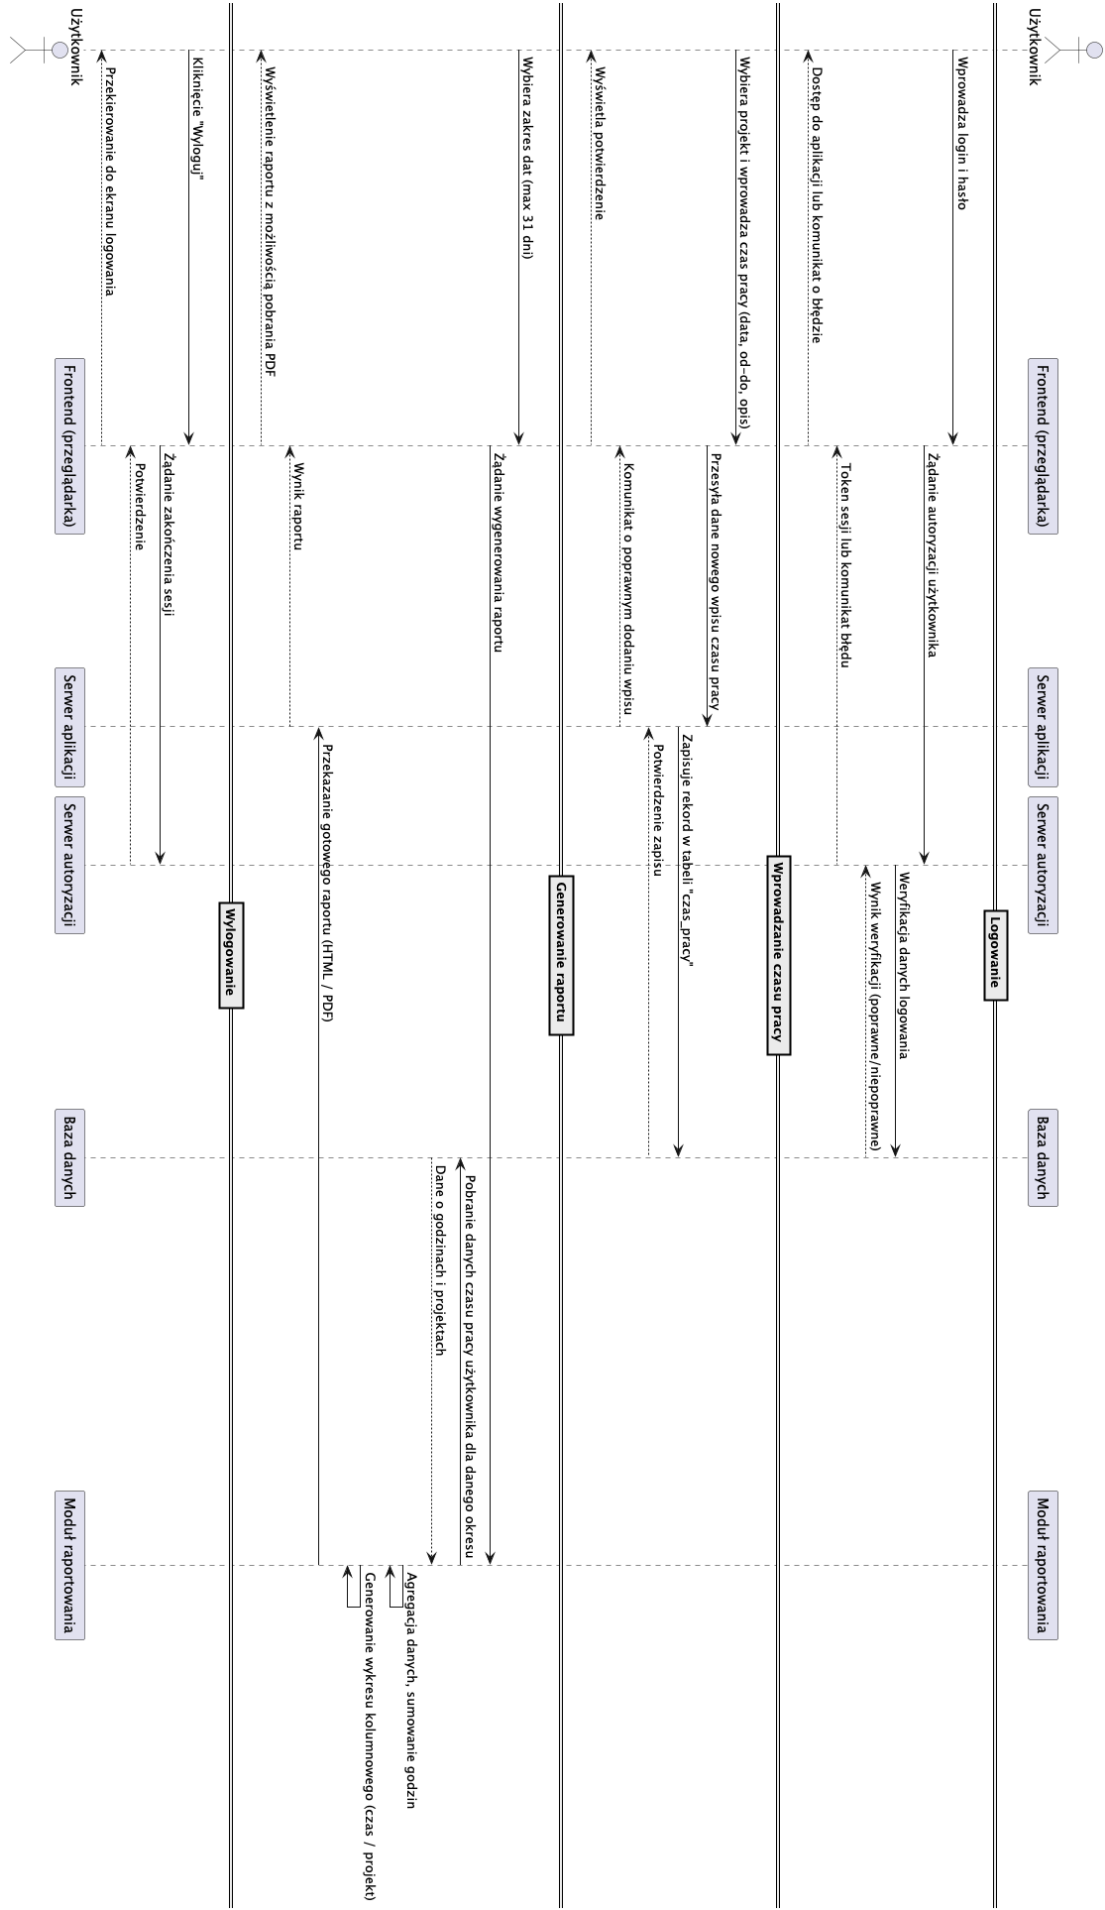 Użytkownik
Frontend (przeglądarka)
Serwer aplikacji
Serwer autoryzacji
Baza danych
Moduł raportowania
Logowanie
Wprowadza login i hasło
Żądanie autoryzacji użytkownika
Weryfikacja danych logowania
Wynik weryfikacji (poprawne/niepoprawne)
Token sesji lub komunikat błędu
Dostęp do aplikacji lub komunikat o błędzie
Wprowadzanie czasu pracy
Wybiera projekt i wprowadza czas pracy (data, od-do, opis)
Przesyła dane nowego wpisu czasu pracy
Zapisuje rekord w tabeli "czas_pracy"
Potwierdzenie zapisu
Komunikat o poprawnym dodaniu wpisu
Wyświetla potwierdzenie
Generowanie raportu
Wybiera zakres dat (max 31 dni)
Żądanie wygenerowania raportu
Pobranie danych czasu pracy użytkownika dla danego okresu
Dane o godzinach i projektach
Agregacja danych, sumowanie godzin
Generowanie wykresu kolumnowego (czas / projekt)
Przekazanie gotowego raportu (HTML / PDF)
Wynik raportu
Wyświetlenie raportu z możliwością pobrania PDF
Wylogowanie
Kliknięcie "Wyloguj"
Żądanie zakończenia sesji
Potwierdzenie
Przekierowanie do ekranu logowania
Użytkownik
Frontend (przeglądarka)
Serwer aplikacji
Serwer autoryzacji
Baza danych
Moduł raportowania